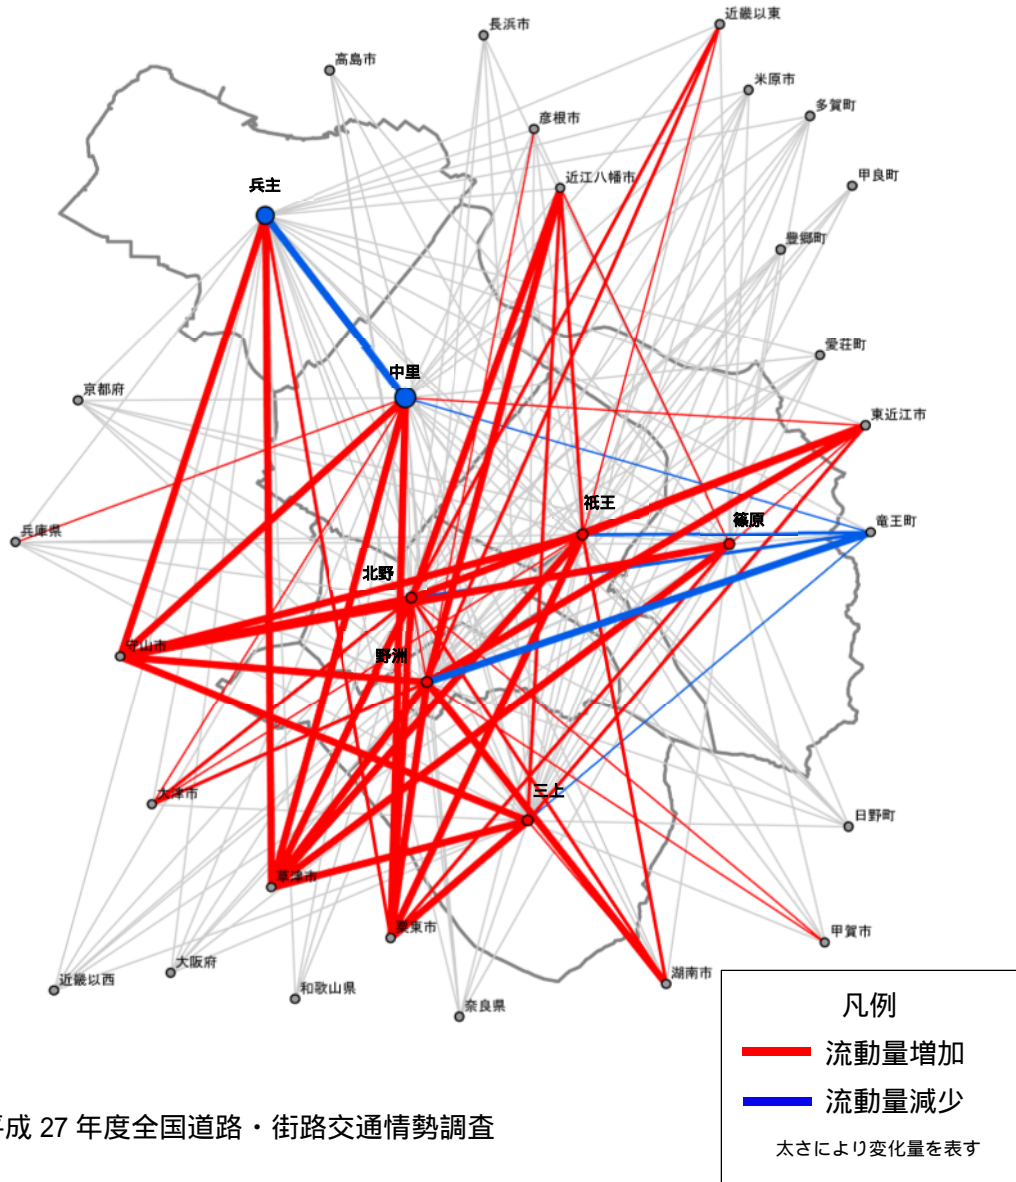 近畿以東
長浜市
高島市
米原市
多賀町
彦根市
近江八幡市
甲良町
兵主
豊郷町
愛荘町
中里
京都府
東近江市
祇王
篠原
竜王町
兵庫県
北野
守山市
野洲
三上
大津市
日野町
草津市
栗東市
甲賀市
大阪府
湖南市
近畿以西
和歌山県
奈良県
凡例
流動量増加
流動量減少
太さにより変化量を表す
成 27 年度全国道路・街路交通情勢調査